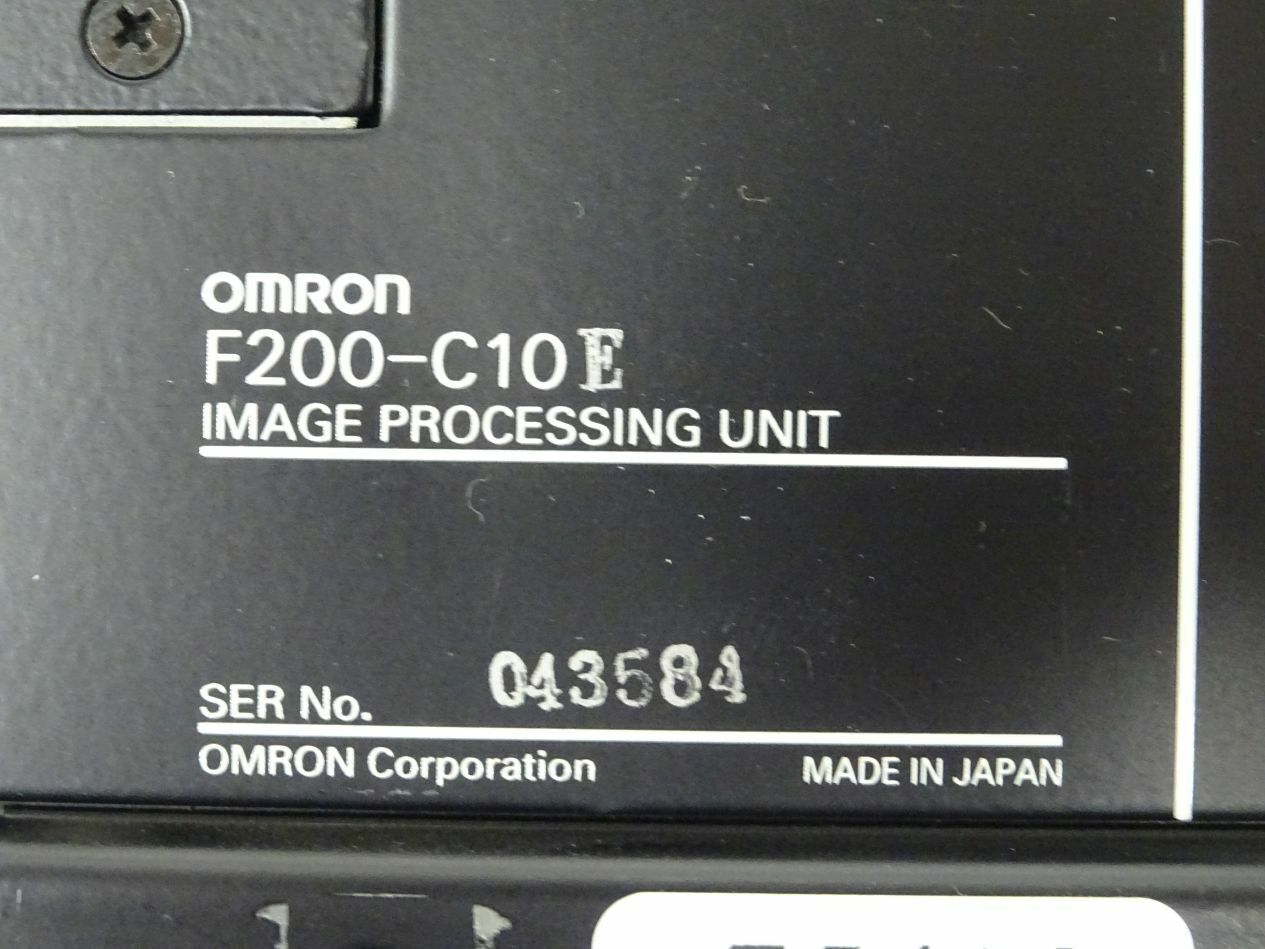 OMRON
F200-C10E
IMAGE PROCESSING UNIT
043584
SER No.
OMRON Corporation
MADE IN JAPAN